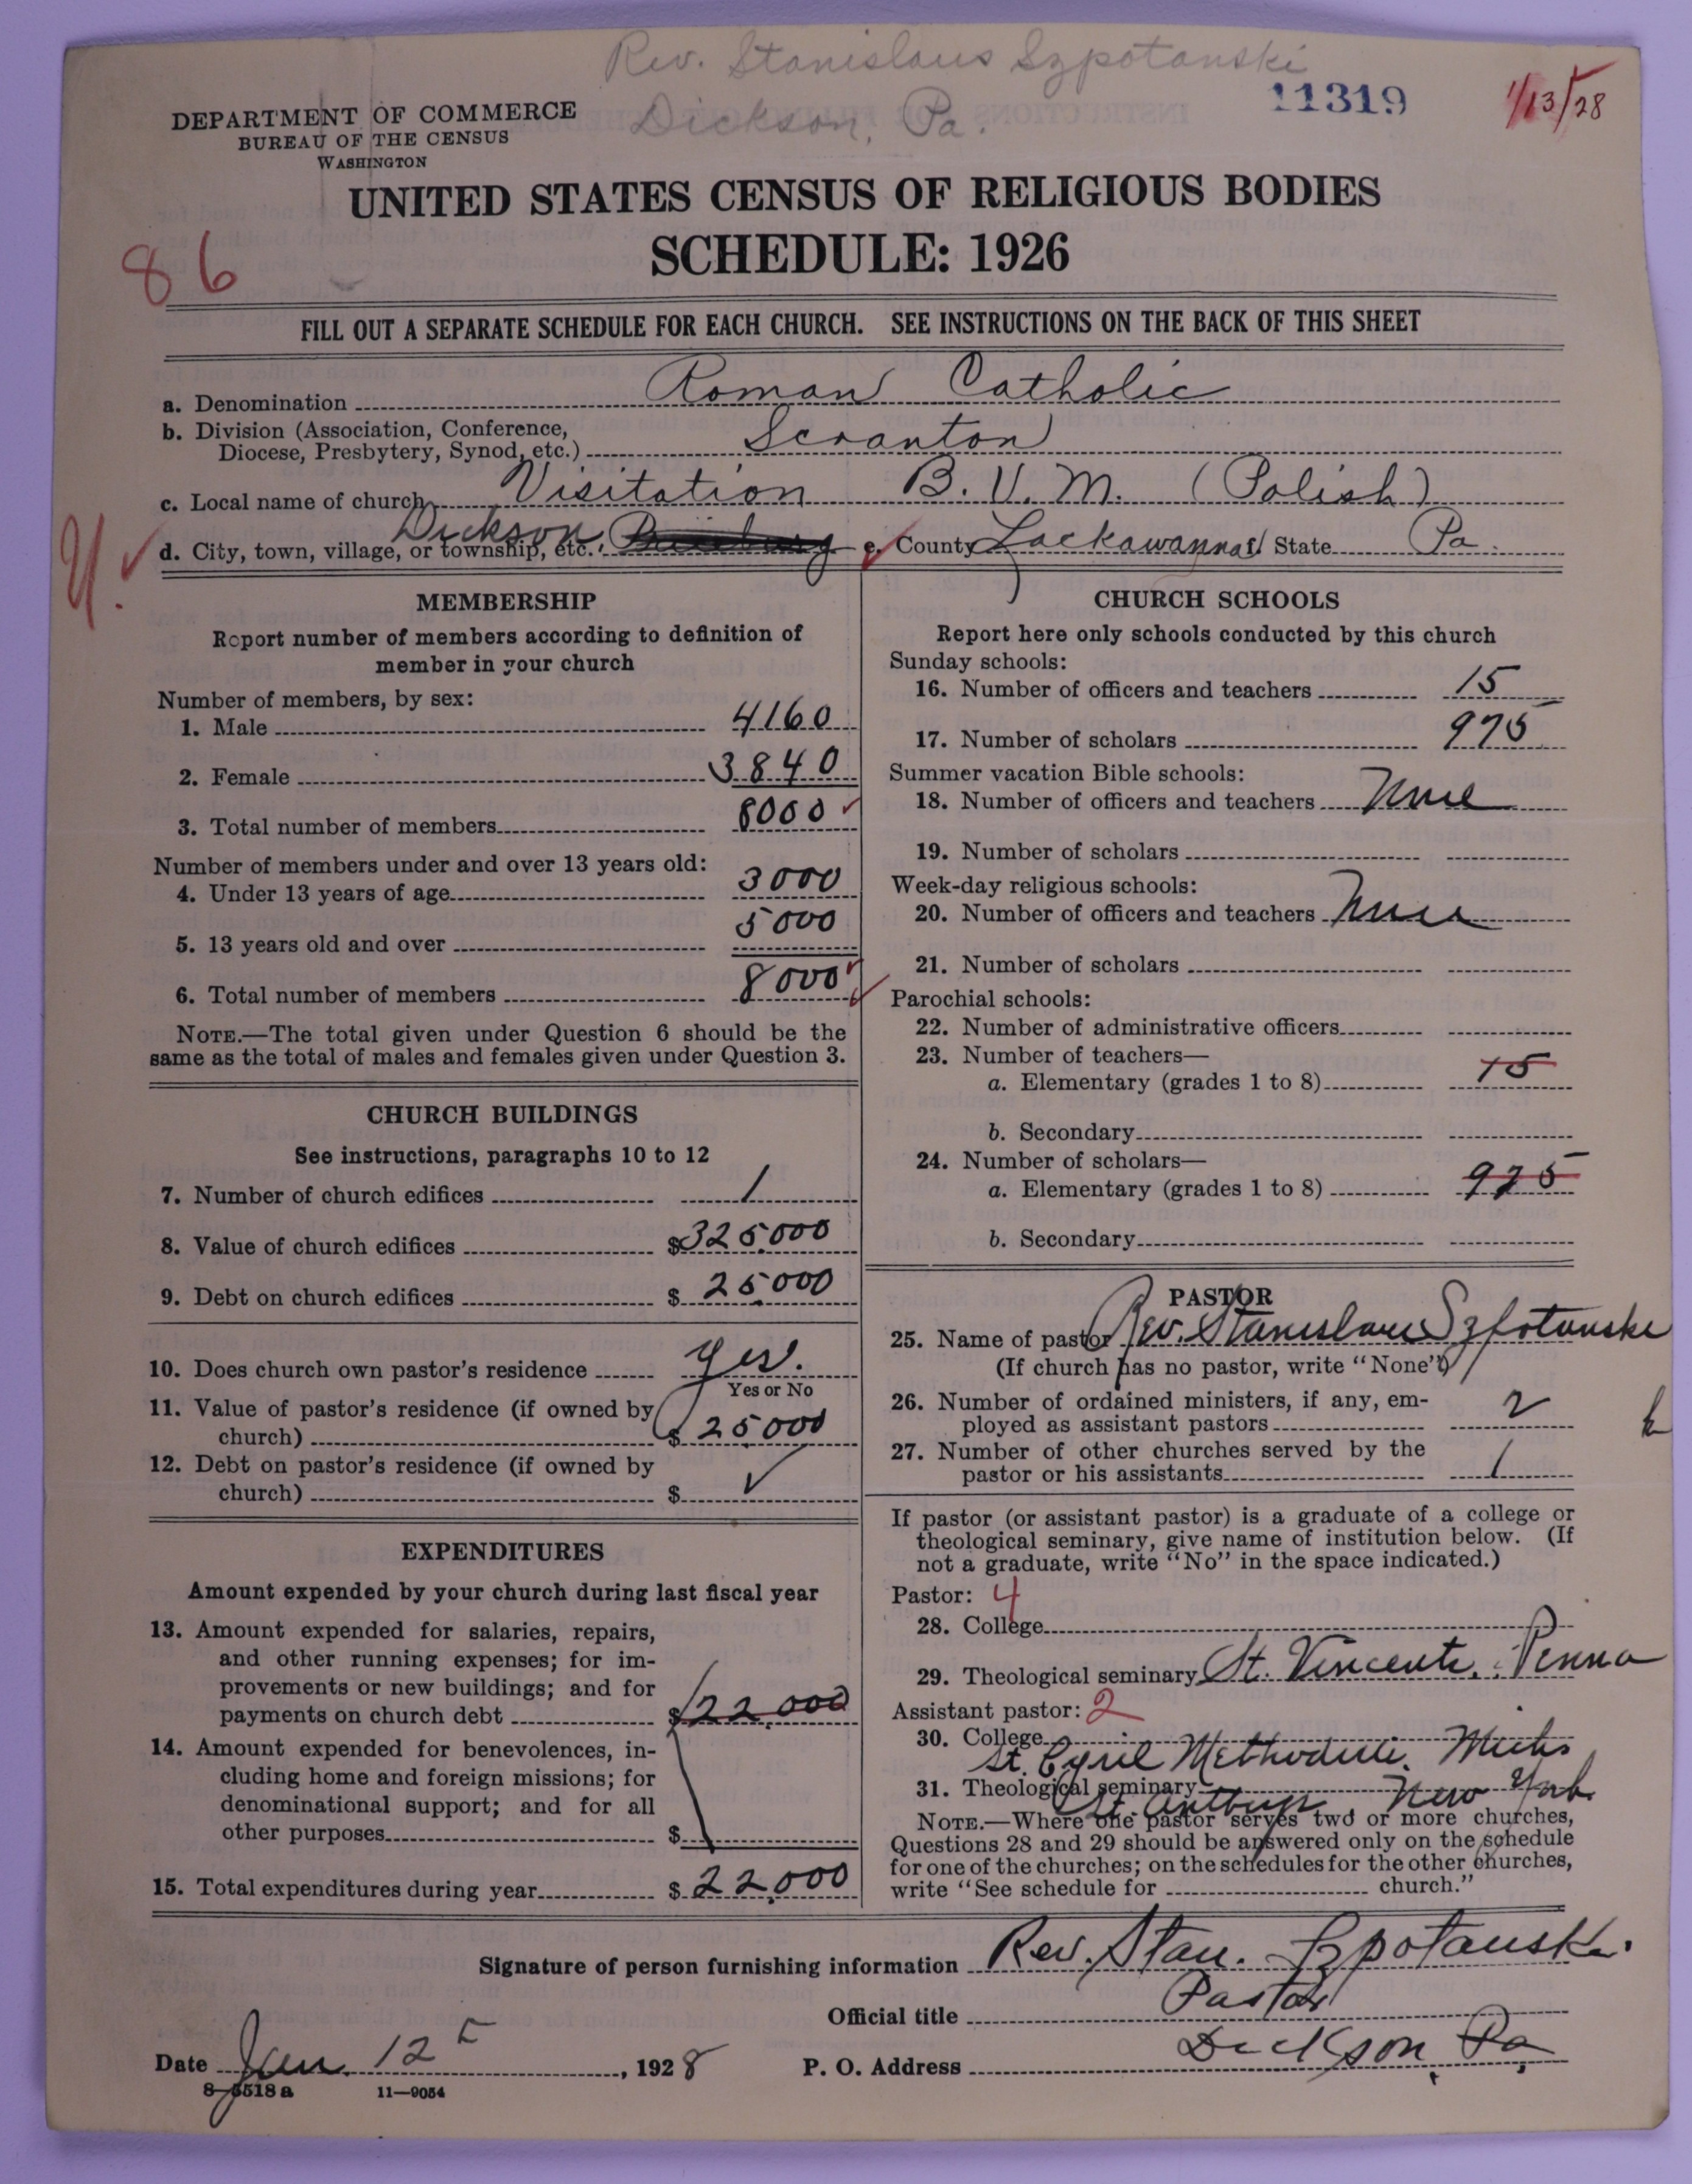 Rev. Stanislaus Szpotanski
Dickson, Pa.
11319
1/13/28
DEPARTMENT OF COMMERCE
BUREAU OF THE CENSUS
WASHINGTON
UNITED STATES CENSUS OF RELIGIOUS BODIES
SCHEDULE: 1926
86
FILL OUT A SEPARATE SCHEDULE FOR EACH CHURCH. SEE INSTRUCTIONS ON THE BACK OF THIS SHEET
a. Denomination Roman Catholic
b. Division (Association, Conference,
Diocese, Presbytery, Synod, etc.) Scranton
c. Local name of church Visitation B. V. M. (Polish)
d. City, town, village, or township, etc. Dickson e. County Lackawanna f. State Pa.
MEMBERSHIP
Report number of members according to definition of
member in your church
Number of members, by sex:
1. Male 4160
2. Female 3840
3. Total number of members 8000
Number of members under and over 13 years old:
4. Under 13 years of age 3000
5. 13 years old and over 5000
6. Total number of members 8000
NOTE.—The total given under Question 6 should be the
same as the total of males and females given under Question 3.
CHURCH BUILDINGS
See instructions, paragraphs 10 to 12
7. Number of church edifices 1
8. Value of church edifices $325,000
9. Debt on church edifices $25,000
10. Does church own pastor's residence Yes.
Yes or No
11. Value of pastor's residence (if owned by
church) $25000
12. Debt on pastor's residence (if owned by
church) $ ✓
EXPENDITURES
Amount expended by your church during last fiscal year
13. Amount expended for salaries, repairs,
and other running expenses; for im-
provements or new buildings; and for
payments on church debt $22,000
14. Amount expended for benevolences, in-
cluding home and foreign missions; for
denominational support; and for all
other purposes $
15. Total expenditures during year $22,000
CHURCH SCHOOLS
Report here only schools conducted by this church
Sunday schools:
16. Number of officers and teachers 15
17. Number of scholars 975
Summer vacation Bible schools:
18. Number of officers and teachers None
19. Number of scholars
Week-day religious schools:
20. Number of officers and teachers None
21. Number of scholars
Parochial schools:
22. Number of administrative officers
23. Number of teachers—
a. Elementary (grades 1 to 8) 15
b. Secondary
24. Number of scholars—
a. Elementary (grades 1 to 8) 975
b. Secondary
PASTOR
25. Name of pastor Rev. Stanislaus Szpotanski
(If church has no pastor, write "None")
26. Number of ordained ministers, if any, em-
ployed as assistant pastors 2
27. Number of other churches served by the
pastor or his assistants 1
If pastor (or assistant pastor) is a graduate of a college or
theological seminary, give name of institution below. (If
not a graduate, write "No" in the space indicated.)
Pastor: 4
28. College
29. Theological seminary St. Vincents, Penna
Assistant pastor: 2
30. College
St. Cyril Methodius, Michs
31. Theological seminary
St. Anthonys New York
NOTE.—Where one pastor serves two or more churches,
Questions 28 and 29 should be answered only on the schedule
for one of the churches; on the schedules for the other churches,
write "See schedule for church."
Signature of person furnishing information Rev. Stan. Szpotanski.
Official title Pastor
Date Jan. 12, 1928 P. O. Address Dickson, Pa,
8-5518 a 11—9054